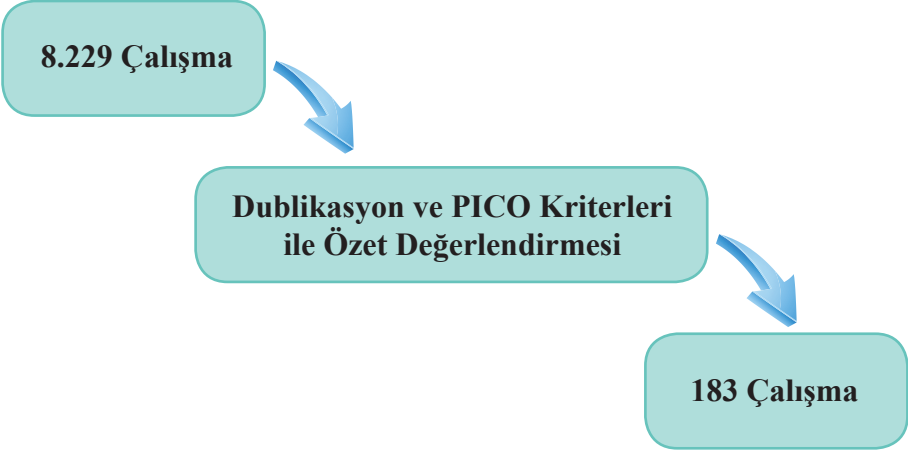 8.229 Çalışma
Dublikasyon ve PICO Kriterleri
ile Özet Değerlendirmesi
183 Çalışma